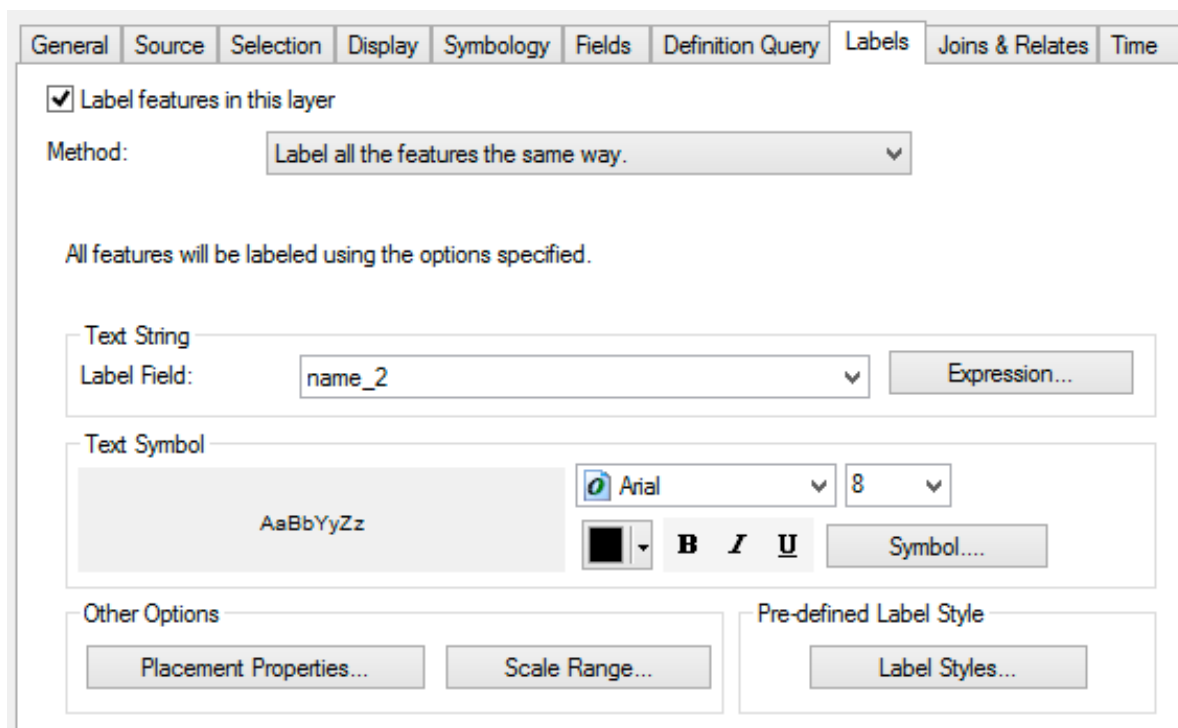 General Source Selection Display Symbology Fields Definition Query Labels Joins & Relates Time
Label features in this layer
Method: Label all the features the same way.
All features will be labeled using the options specified.
Text String
Label Field: name_2 Expression...
Text Symbol
AaBbYyZz
Arial 8
B I U Symbol....
Other Options Pre-defined Label Style
Placement Properties... Scale Range... Label Styles...